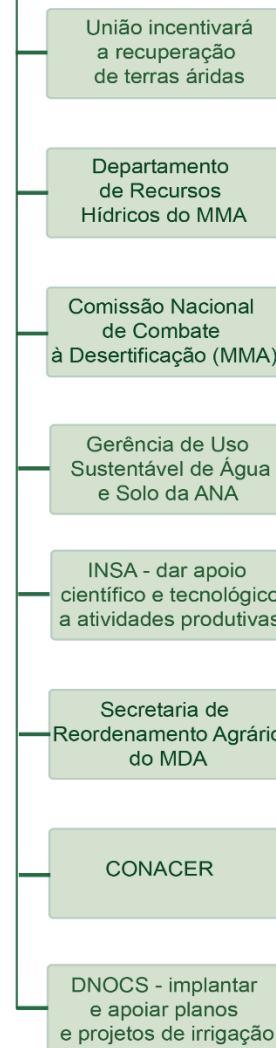 União incentivará
a recuperação
de terras áridas
Departamento
de Recursos
Hídricos do MMA
Comissão Nacional
de Combate
à Desertificação (MMA)
Gerência de Uso
Sustentável de Água
e Solo da ANA
INSA - dar apoio
científico e tecnológico
a atividades produtivas
Secretaria de
Reordenamento Agrário
do MDA
CONACER
DNOCS - implantar
e apoiar planos
e projetos de irrigação